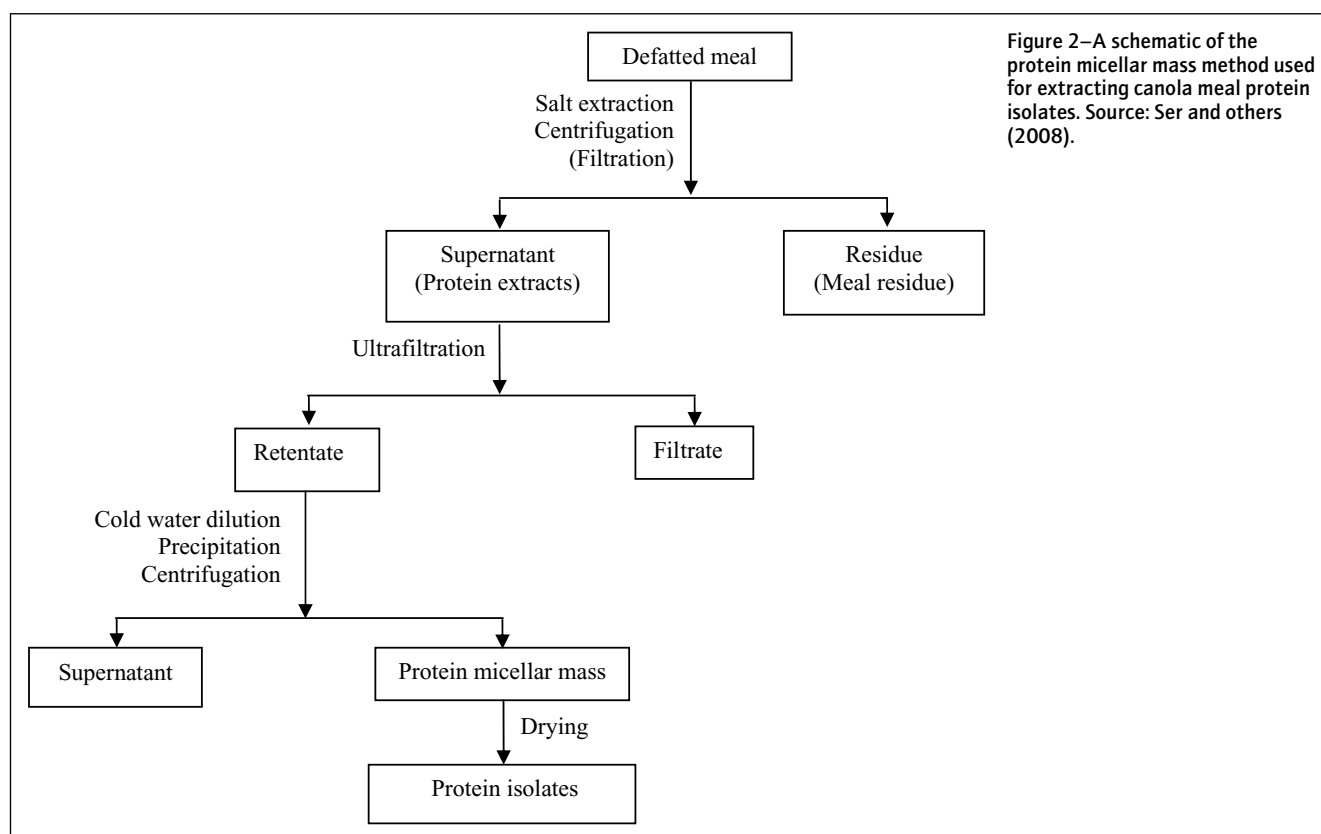 Defatted meal
Salt extraction
Centrifugation
(Filtration)
Supernatant
(Protein extracts)
Residue
(Meal residue)
Ultrafiltration
Retentate
Filtrate
Cold water dilution
Precipitation
Centrifugation
Supernatant
Protein micellar mass
Drying
Protein isolates
Figure 2–A schematic of the
protein micellar mass method used
for extracting canola meal protein
isolates. Source: Ser and others
(2008).